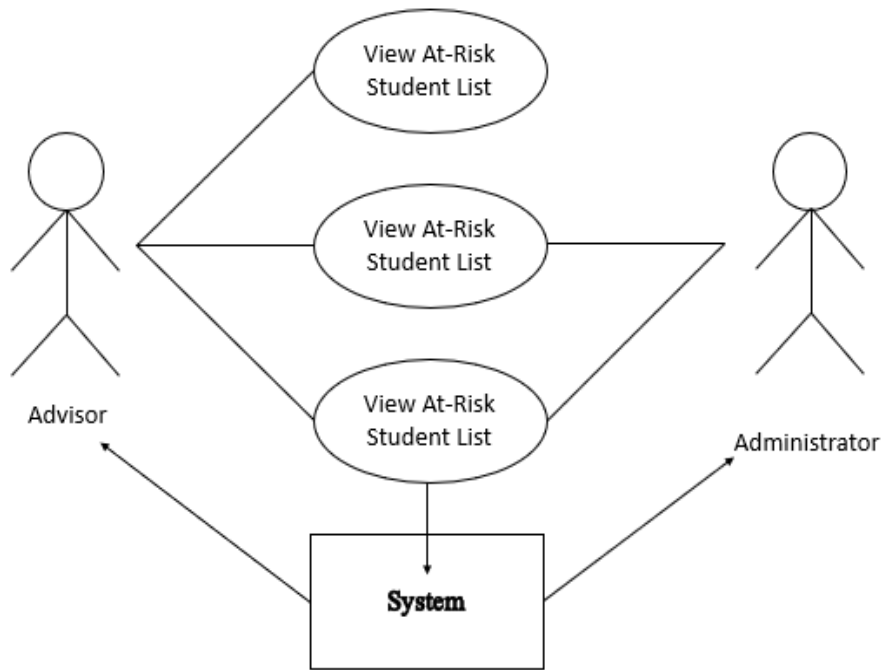 View At-Risk
Student List
View At-Risk
Student List
View At-Risk
Student List
Advisor
Administrator
System